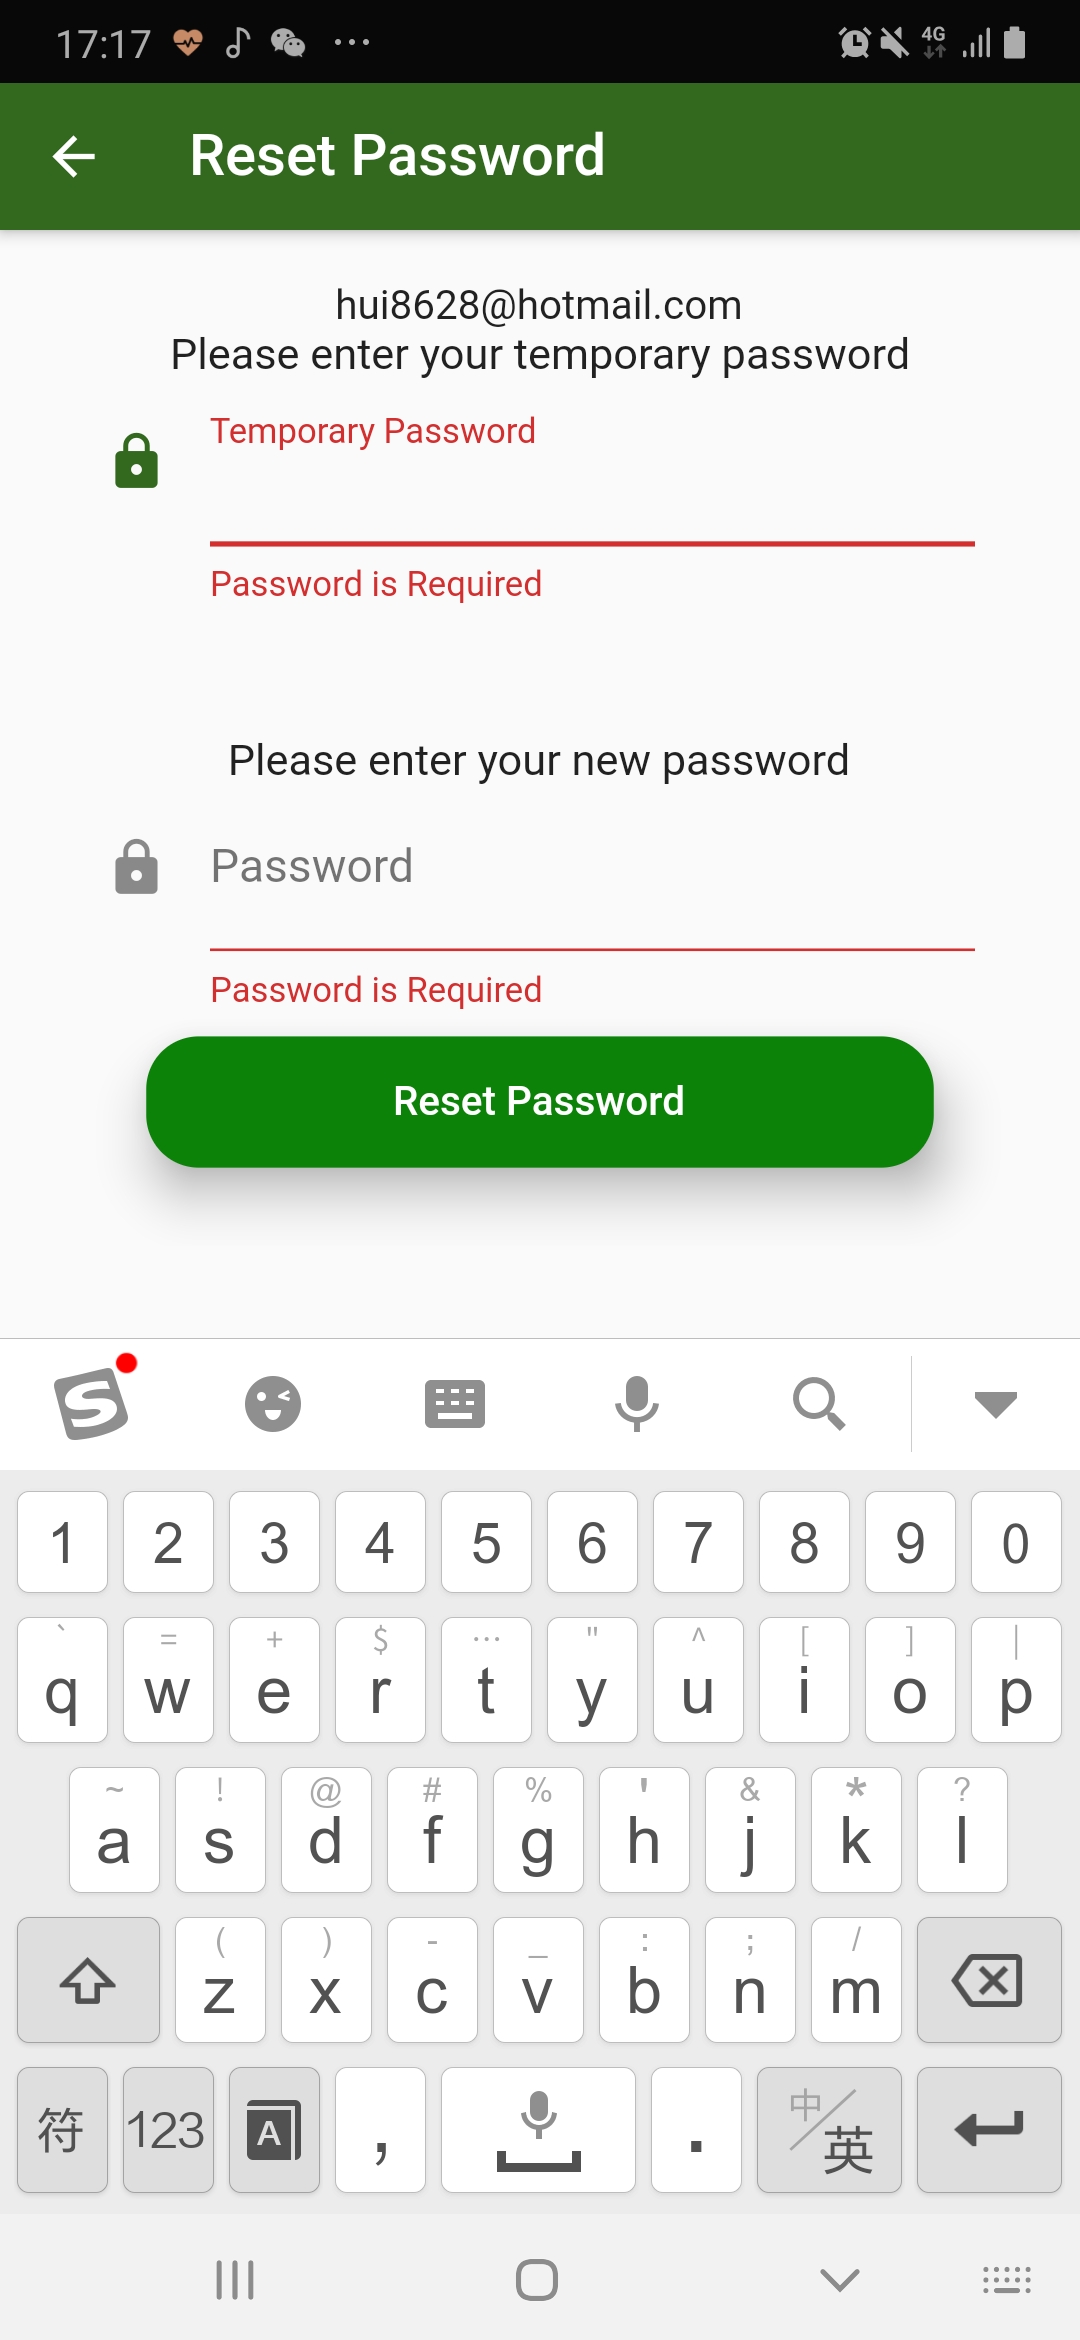 17:17
4G
Reset Password
hui8628@hotmail.com
Please enter your temporary password
Temporary Password
Password is Required
Please enter your new password
Password
Password is Required
Reset Password
1 2 3 4 5 6 7 8 9 0
` = + $ … " ^ [ ] |
q w e r t y u i o p
~ ! @ # % ' & * ?
a s d f g h j k l
( ) - _ : ; /
z x c v b n m
符 123 A , . 中/英